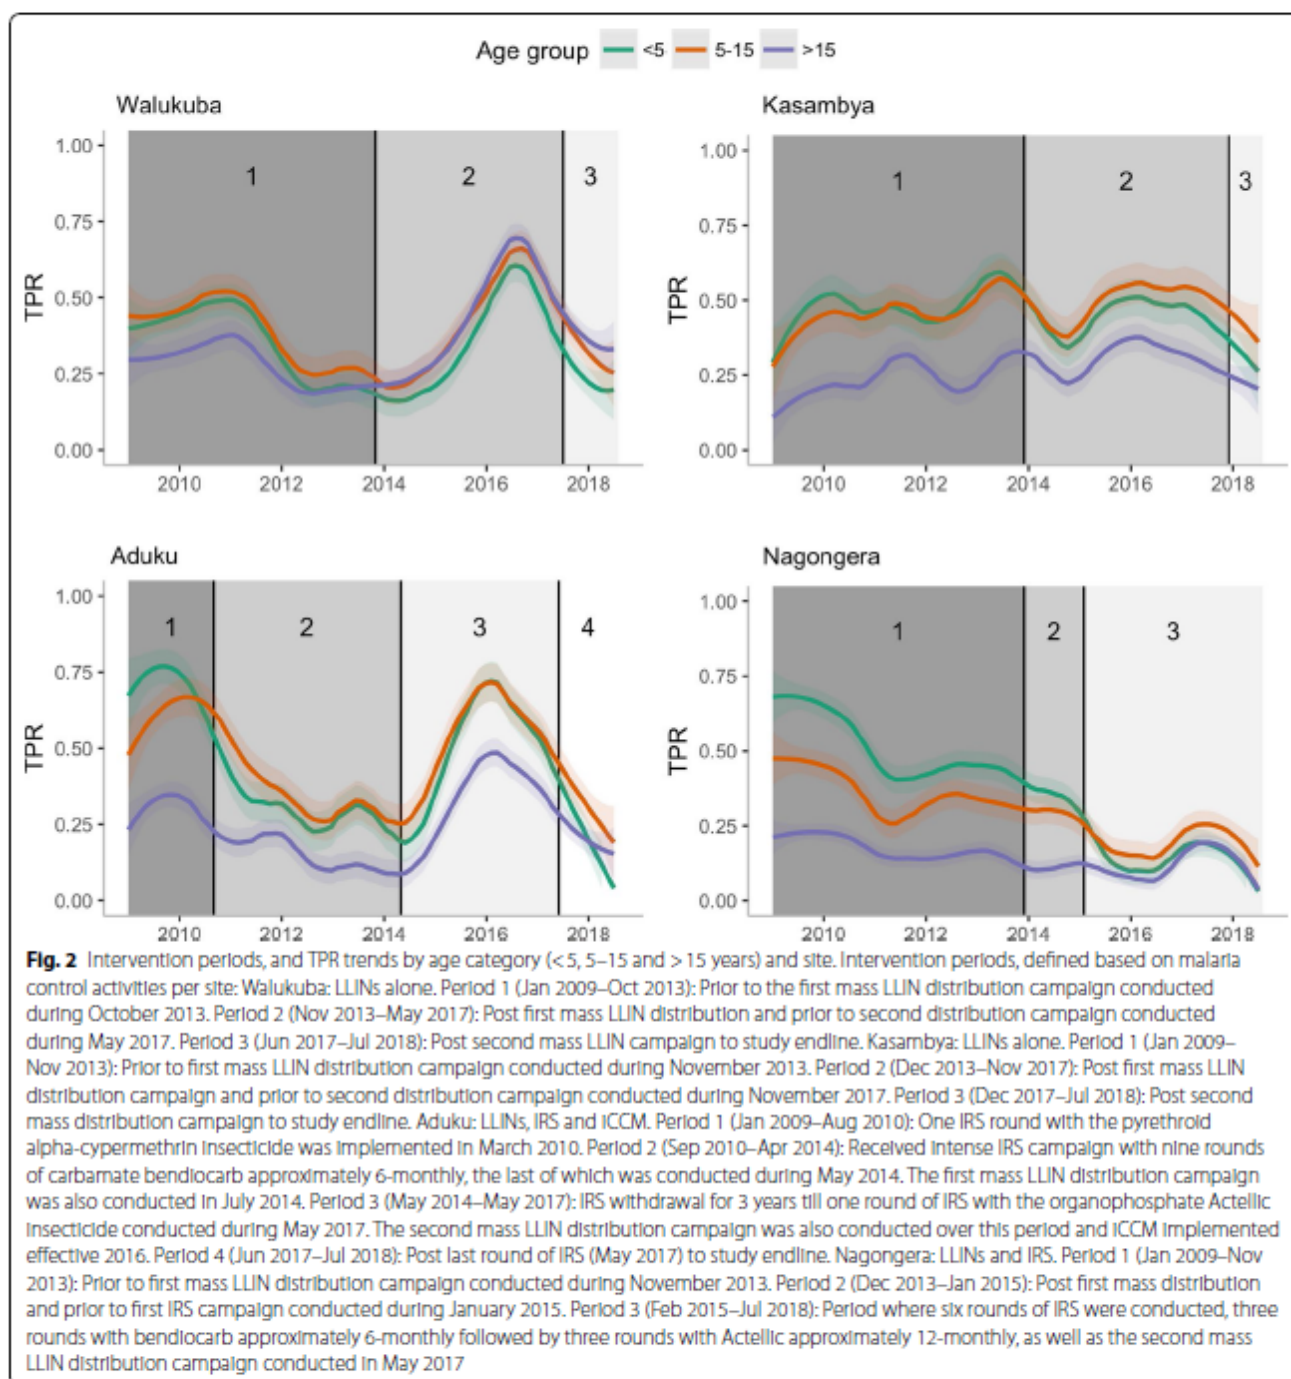 Age group <5 5-15 >15
Walukuba
Kasambya
1.00
0.75
0.50
0.25
0.00
TPR
1 2 3
2010 2012 2014 2016 2018
1.00
0.75
0.50
0.25
0.00
TPR
1 2 3
2010 2012 2014 2016 2018
Aduku
Nagongera
1.00
0.75
0.50
0.25
0.00
TPR
1 2 3 4
2010 2012 2014 2016 2018
1.00
0.75
0.50
0.25
0.00
TPR
1 2 3
2010 2012 2014 2016 2018
Fig. 2 Intervention periods, and TPR trends by age category (< 5, 5–15 and > 15 years) and site. Intervention periods, defined based on malaria
control activities per site: Walukuba: LLINs alone. Period 1 (Jan 2009–Oct 2013): Prior to the first mass LLIN distribution campaign conducted
during October 2013. Period 2 (Nov 2013–May 2017): Post first mass LLIN distribution and prior to second distribution campaign conducted
during May 2017. Period 3 (Jun 2017–Jul 2018): Post second mass LLIN campaign to study endline. Kasambya: LLINs alone. Period 1 (Jan 2009–
Nov 2013): Prior to first mass LLIN distribution campaign conducted during November 2013. Period 2 (Dec 2013–Nov 2017): Post first mass LLIN
distribution campaign and prior to second distribution campaign conducted during November 2017. Period 3 (Dec 2017–Jul 2018): Post second
mass distribution campaign to study endline. Aduku: LLINs, IRS and iCCM. Period 1 (Jan 2009–Aug 2010): One IRS round with the pyrethroid
alpha-cypermethrin insecticide was implemented in March 2010. Period 2 (Sep 2010–Apr 2014): Received intense IRS campaign with nine rounds
of carbamate bendiocarb approximately 6-monthly, the last of which was conducted during May 2014. The first mass LLIN distribution campaign
was also conducted in July 2014. Period 3 (May 2014–May 2017): IRS withdrawal for 3 years till one round of IRS with the organophosphate Actellic
insecticide conducted during May 2017. The second mass LLIN distribution campaign was also conducted over this period and iCCM implemented
effective 2016. Period 4 (Jun 2017–Jul 2018): Post last round of IRS (May 2017) to study endline. Nagongera: LLINs and IRS. Period 1 (Jan 2009–Nov
2013): Prior to first mass LLIN distribution campaign conducted during November 2013. Period 2 (Dec 2013–Jan 2015): Post first mass distribution
and prior to first IRS campaign conducted during January 2015. Period 3 (Feb 2015–Jul 2018): Period where six rounds of IRS were conducted, three
rounds with bendiocarb approximately 6-monthly followed by three rounds with Actellic approximately 12-monthly, as well as the second mass
LLIN distribution campaign conducted in May 2017